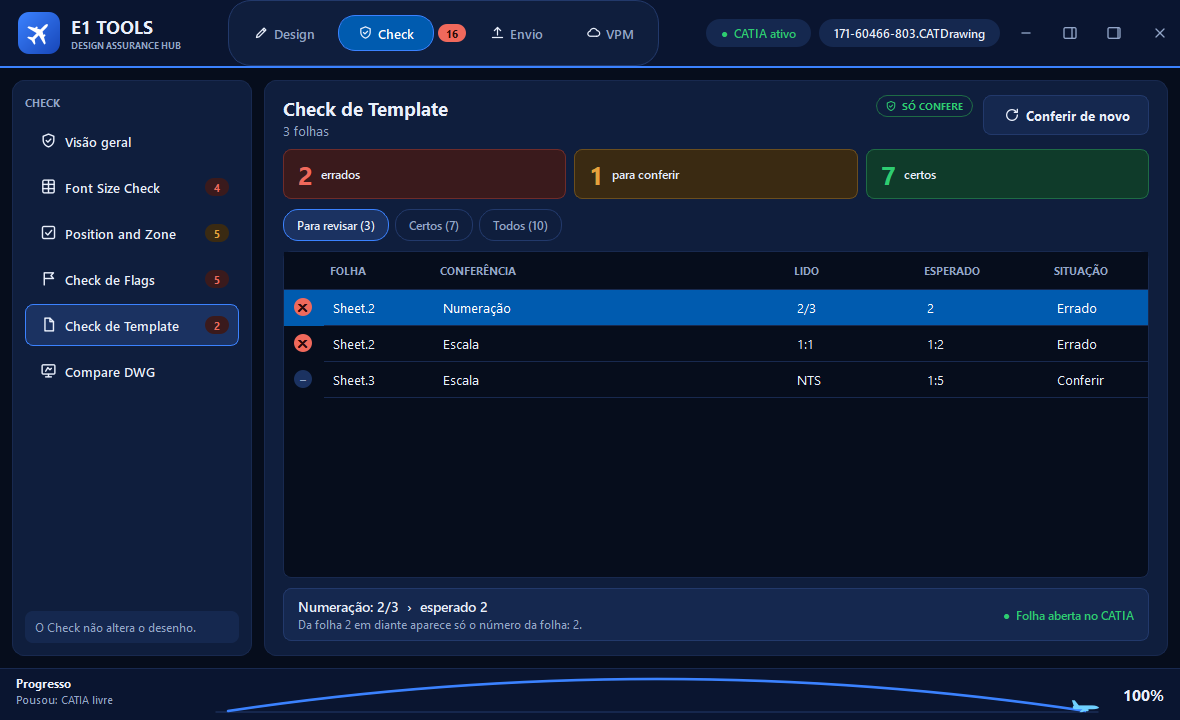 E1 TOOLS
DESIGN ASSURANCE HUB
Design
Check
16
Envio
VPM
CATIA ativo
171-60466-803.CATDrawing
CHECK
Visão geral
Font Size Check 4
Position and Zone 5
Check de Flags 5
Check de Template 2
Compare DWG
O Check não altera o desenho.
Check de Template
3 folhas
SÓ CONFERE
Conferir de novo
2 errados
1 para conferir
7 certos
Para revisar (3)
Certos (7)
Todos (10)
FOLHA CONFERÊNCIA LIDO ESPERADO SITUAÇÃO
Sheet.2 Numeração 2/3 2 Errado
Sheet.2 Escala 1:1 1:2 Errado
Sheet.3 Escala NTS 1:5 Conferir
Numeração: 2/3 › esperado 2
Da folha 2 em diante aparece só o número da folha: 2.
Folha aberta no CATIA
Progresso
Pousou: CATIA livre
100%